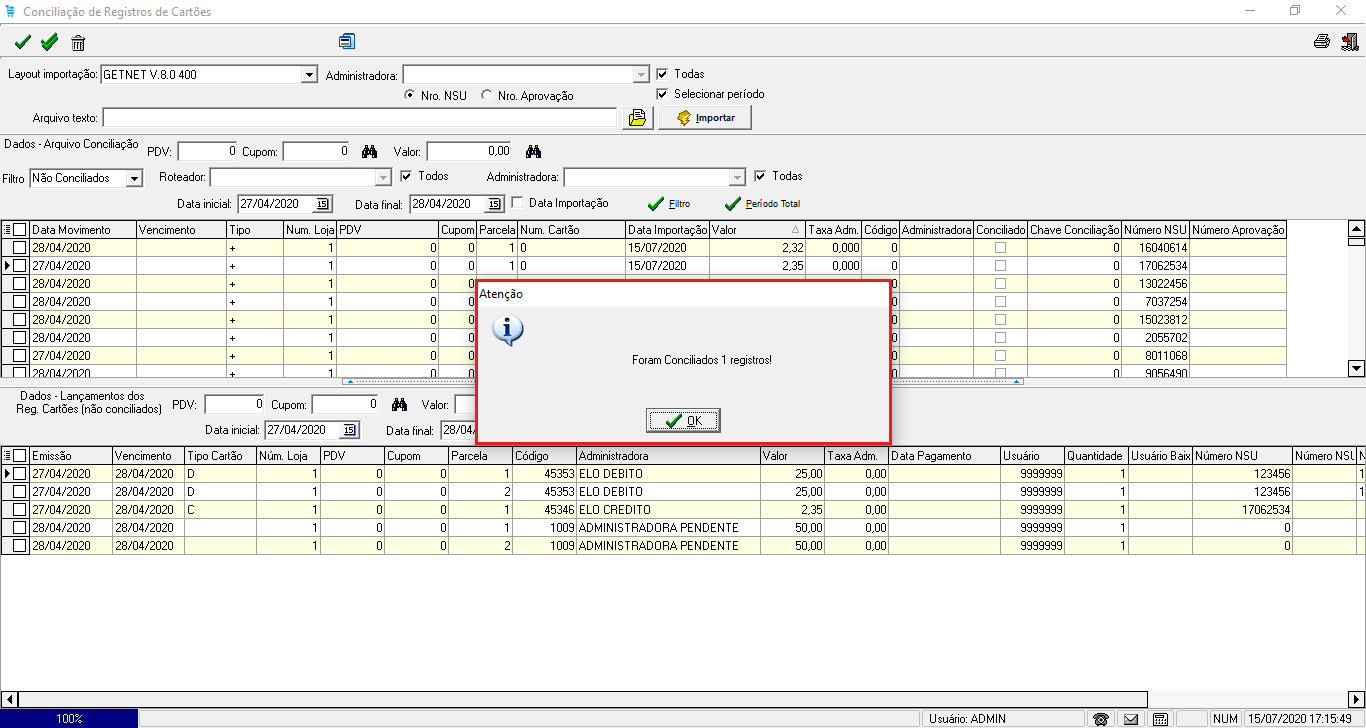 Conciliação de Registros de Cartões
Layout importação: GETNET V.8.0 400 Administradora: Todas
Nro. NSU Nro. Aprovação Selecionar período
Arquivo texto: Importar
Dados - Arquivo Conciliação PDV: 0 Cupom: 0 Valor: 0,00
Filtro Não Conciliados Roteador: Todos Administradora: Todas
Data inicial: 27/04/2020 15 Data final: 28/04/2020 15 Data Importação Filtro Período Total
Data Movimento Vencimento Tipo Num. Loja PDV Cupom Parcela Num. Cartão Data Importação Valor Taxa Adm. Código Administradora Conciliado Chave Conciliação Número NSU Número Aprovação
28/04/2020 + 1 0 0 1 0 15/07/2020 2,32 0,000 0 0 16040614
27/04/2020 + 1 0 0 1 0 15/07/2020 2,35 0,000 0 0 17062534
28/04/2020 + 1 0 0 0 0 13022456
28/04/2020 + 1 0 0 0 0 7037254
28/04/2020 + 1 0 0 0 0 15023812
28/04/2020 + 1 0 0 0 0 2055702
27/04/2020 + 1 0 0 0 0 8011068
28/04/2020 + 1 0 0 0 0 9056490
Atenção
Foram Conciliados 1 registros!
OK
Dados - Lançamentos dos
Reg. Cartões (não conciliados) PDV: 0 Cupom: 0 Valor:
Data inicial: 27/04/2020 15 Data final: 28/04
Emissão Vencimento Tipo Cartão Núm. Loja PDV Cupom Parcela Código Administradora Valor Taxa Adm. Data Pagamento Usuário Quantidade Usuário Baix Número NSU Número NSU N
27/04/2020 28/04/2020 D 1 0 0 1 45353 ELO DEBITO 25,00 0,00 9999999 1 123456 1
27/04/2020 28/04/2020 D 1 0 0 2 45353 ELO DEBITO 25,00 0,00 9999999 1 123456 1
27/04/2020 28/04/2020 C 1 0 0 1 45346 ELO CREDITO 2,35 0,00 9999999 1 17062534
28/04/2020 28/04/2020 1 0 0 1 1009 ADMINISTRADORA PENDENTE 50,00 0,00 9999999 1 0
28/04/2020 28/04/2020 1 0 0 2 1009 ADMINISTRADORA PENDENTE 50,00 0,00 9999999 1 0
100% Usuário: ADMIN NUM 15/07/2020 17:15:49